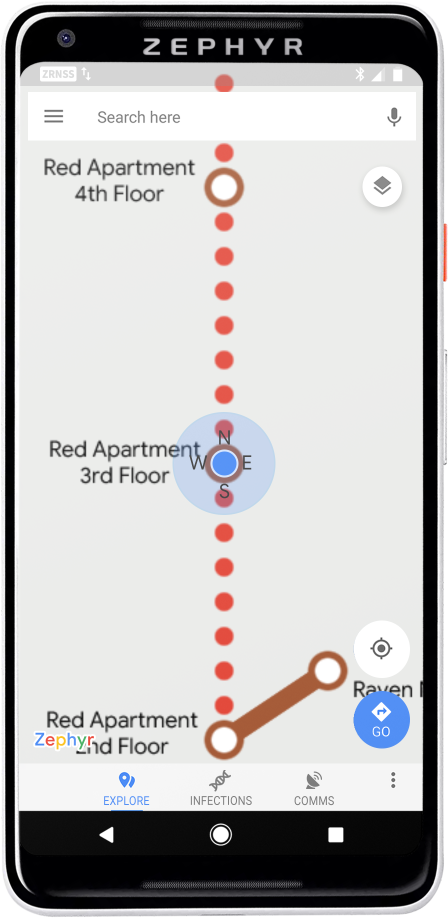 ZEPHYR
ZRNSS
Search here
Red Apartment
4th Floor
N
Red Apartment
W E
3rd Floor
S
Raven
Red Apartment
2nd Floor
Zephyr
GO
EXPLORE
INFECTIONS
COMMS